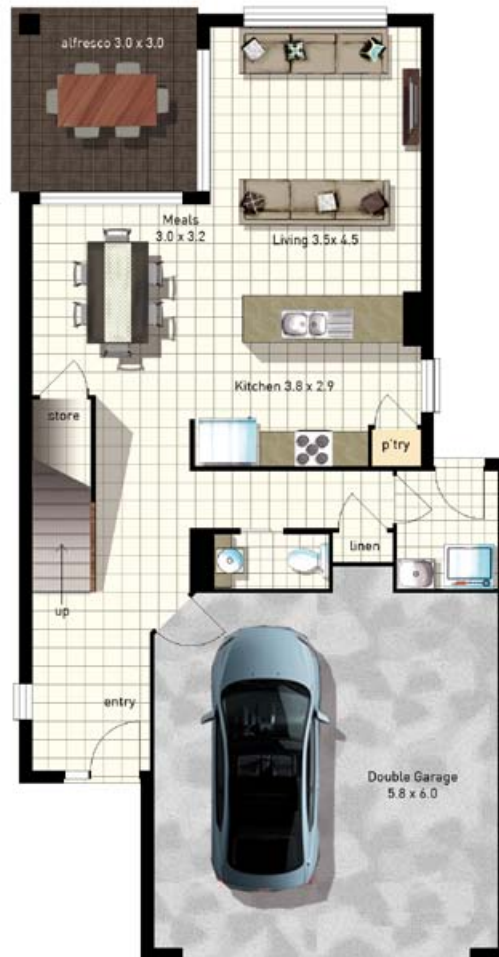 alfresco 3.0 x 3.0
Meals
3.0 x 3.2
Living 3.5x 4.5
Kitchen 3.8 x 2.9
store
p'try
linen
up
entry
Double Garage
5.8 x 6.0